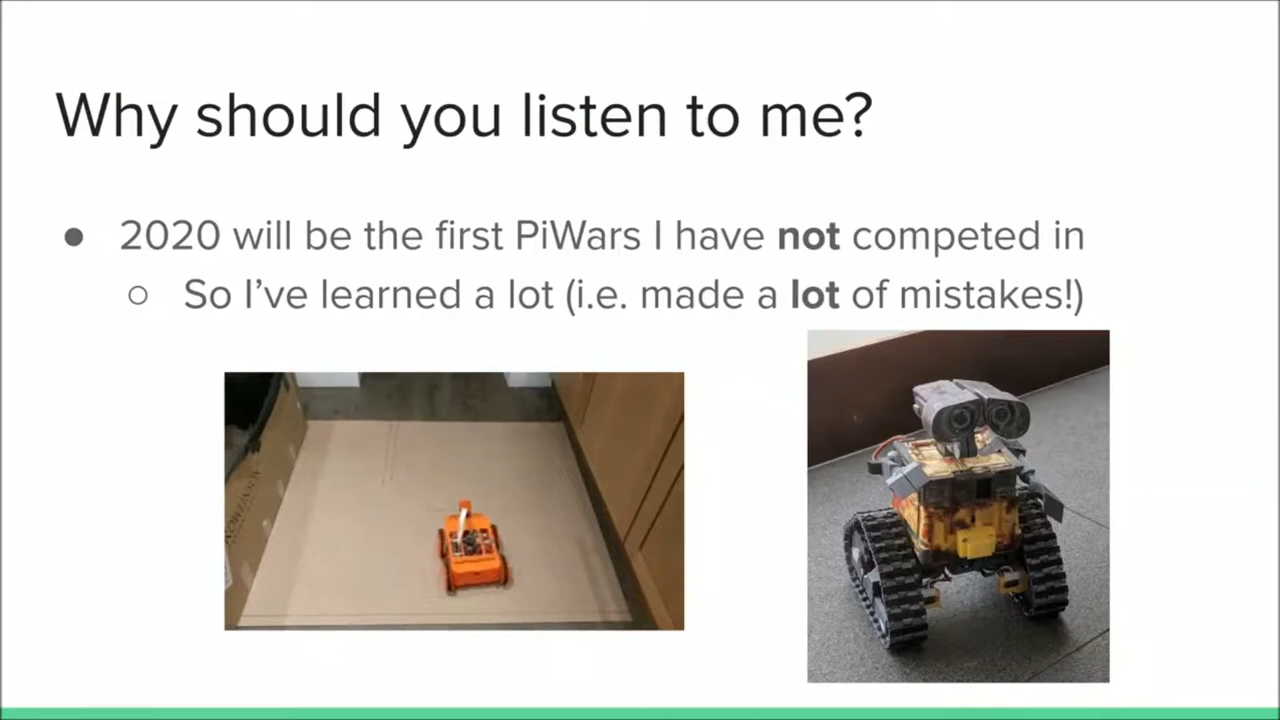 Why should you listen to me?
● 2020 will be the first PiWars I have not competed in
○ So I’ve learned a lot (i.e. made a lot of mistakes!)